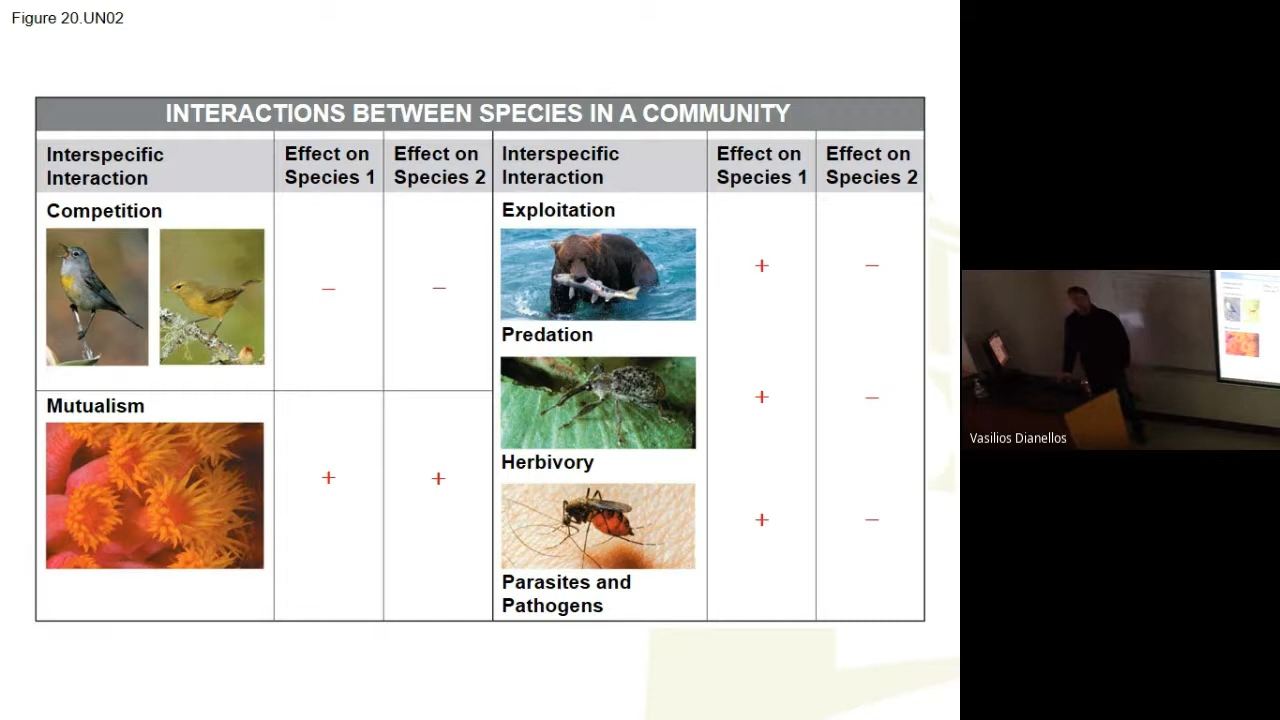 Figure 20.UN02
INTERACTIONS BETWEEN SPECIES IN A COMMUNITY
Interspecific
Interaction
Effect on
Species 1
Effect on
Species 2
Interspecific
Interaction
Effect on
Species 1
Effect on
Species 2
Competition
−
−
Mutualism
+
+
Exploitation
+
−
Predation
+
−
Herbivory
+
−
Parasites and
Pathogens
Vasilios Dianellos